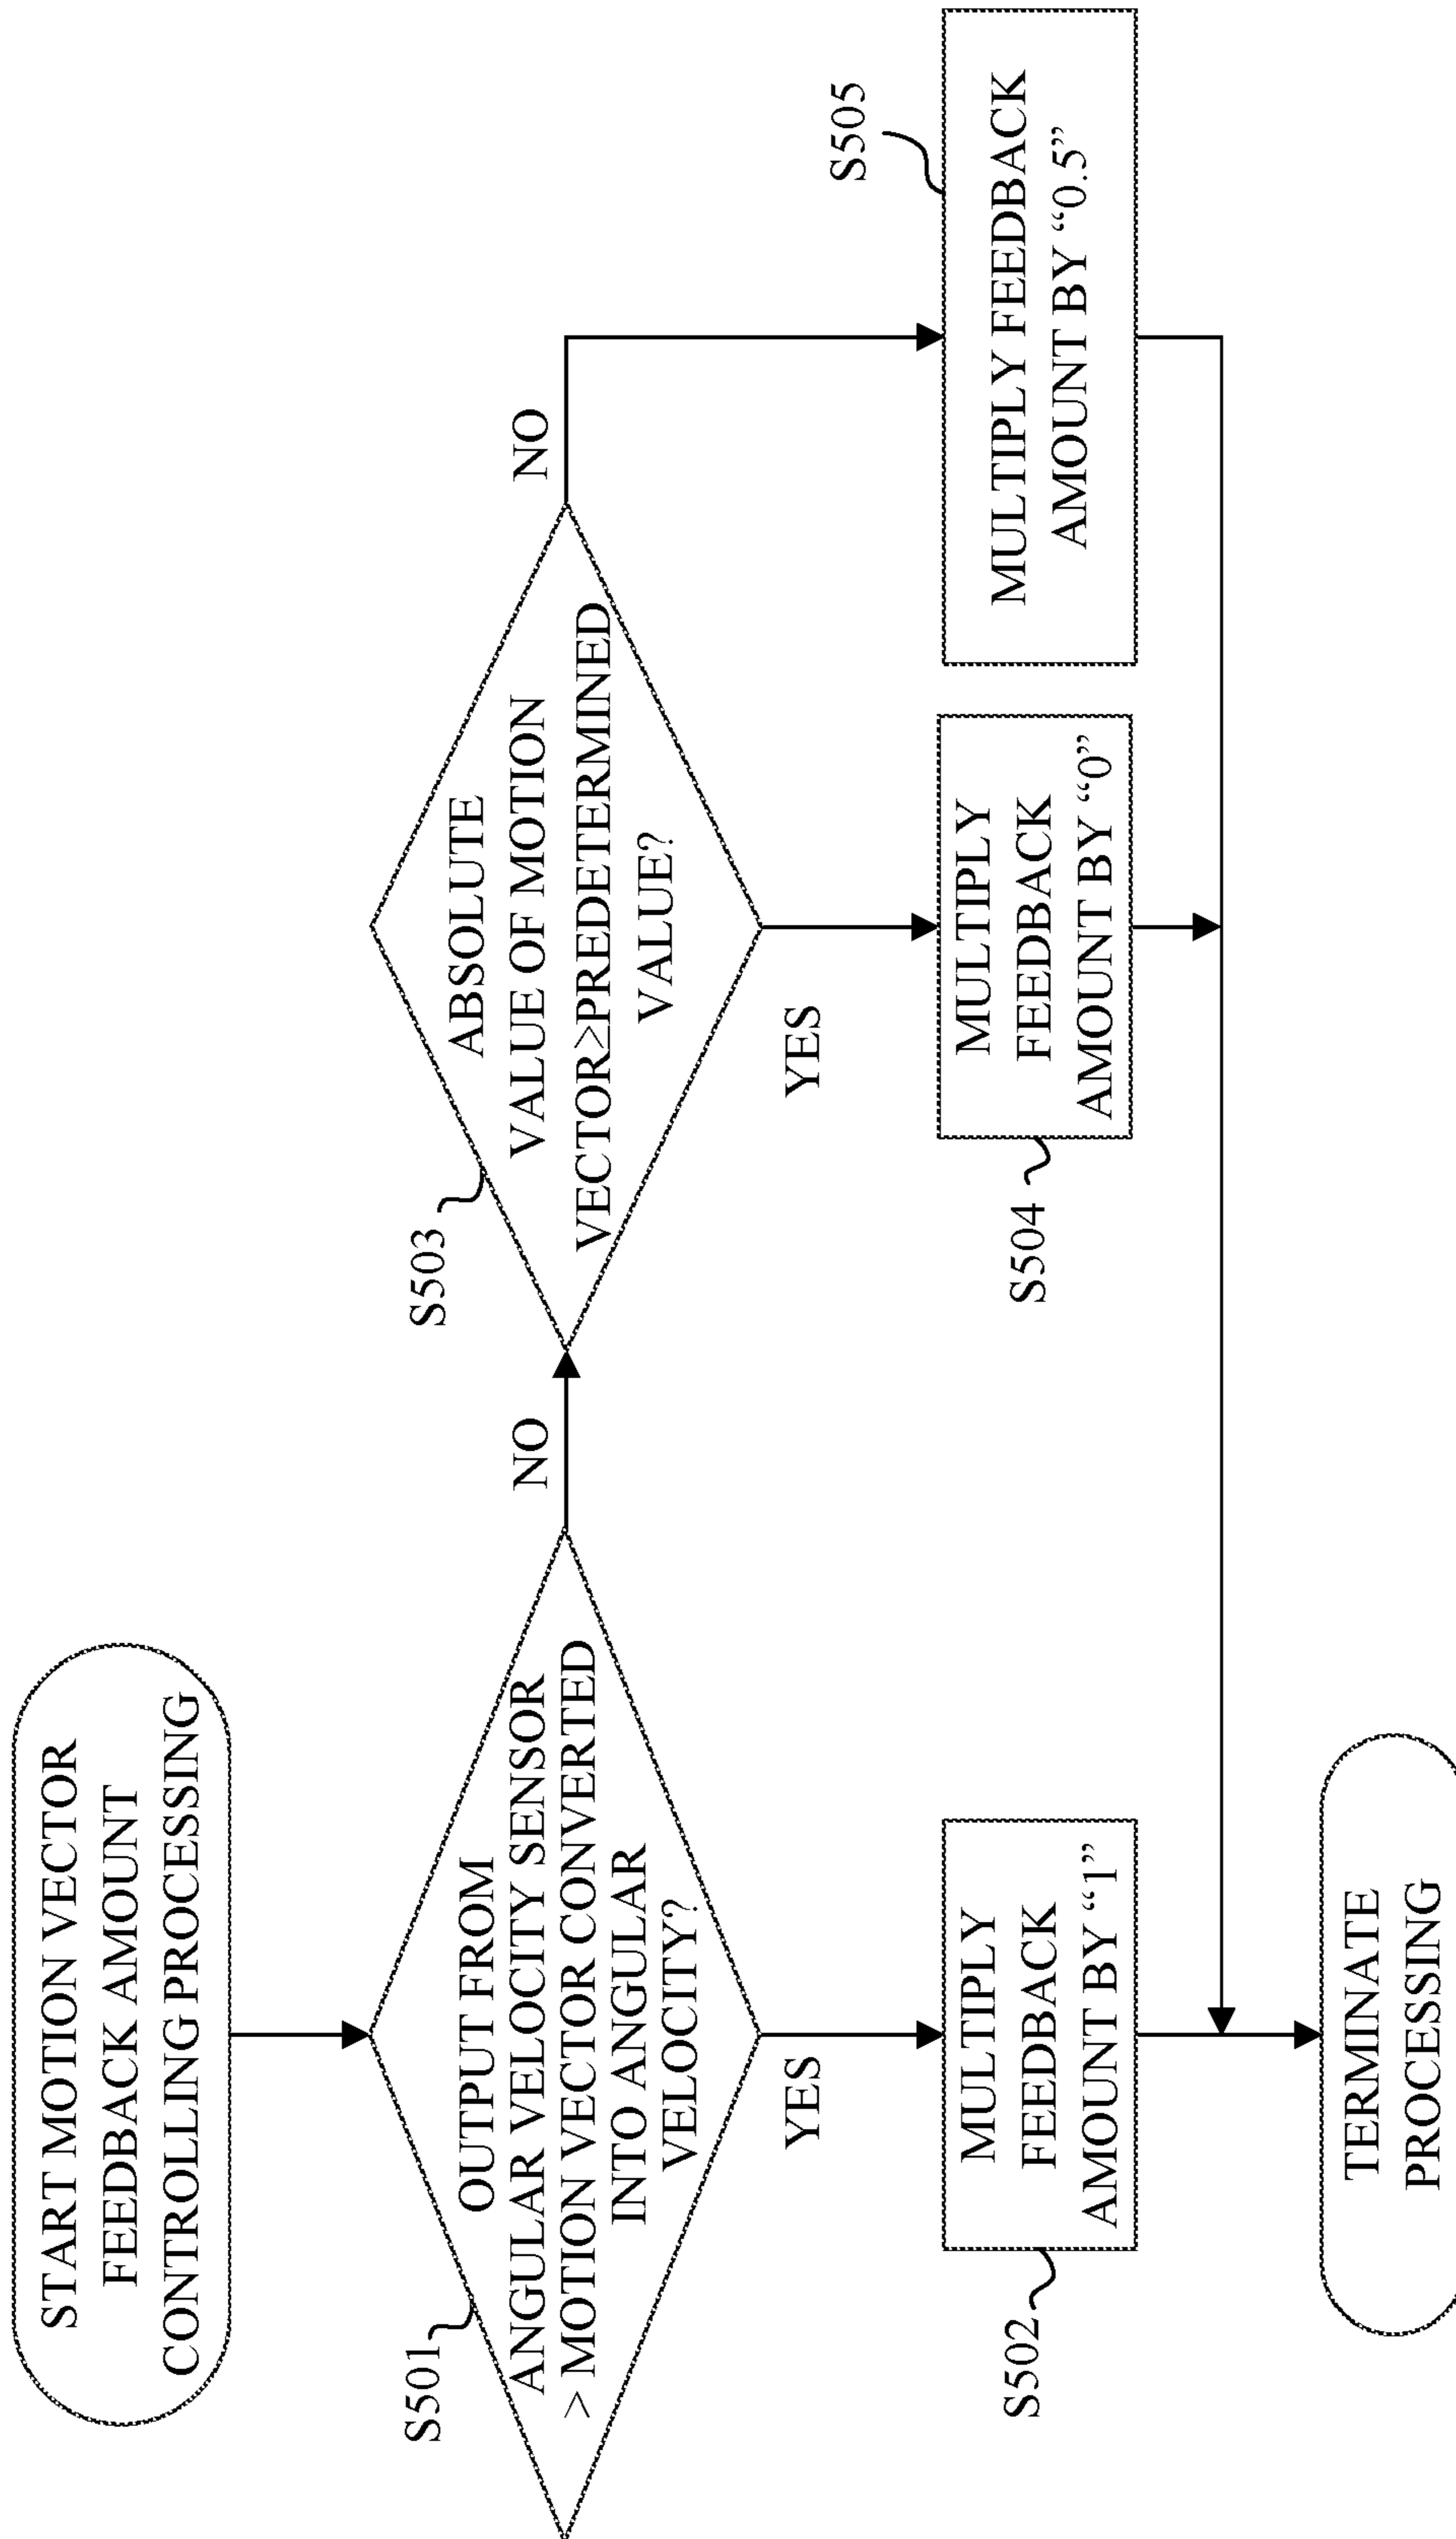 START MOTION VECTOR
FEEDBACK AMOUNT
CONTROLLING PROCESSING
S501
OUTPUT FROM
ANGULAR VELOCITY SENSOR
> MOTION VECTOR CONVERTED
INTO ANGULAR
VELOCITY?
NO
YES
S502
MULTIPLY
FEEDBACK
AMOUNT BY “1”
S503
ABSOLUTE
VALUE OF MOTION
VECTOR≥PREDETERMINED
VALUE?
NO
YES
S504
MULTIPLY
FEEDBACK
AMOUNT BY “0”
S505
MULTIPLY FEEDBACK
AMOUNT BY “0.5”
TERMINATE
PROCESSING